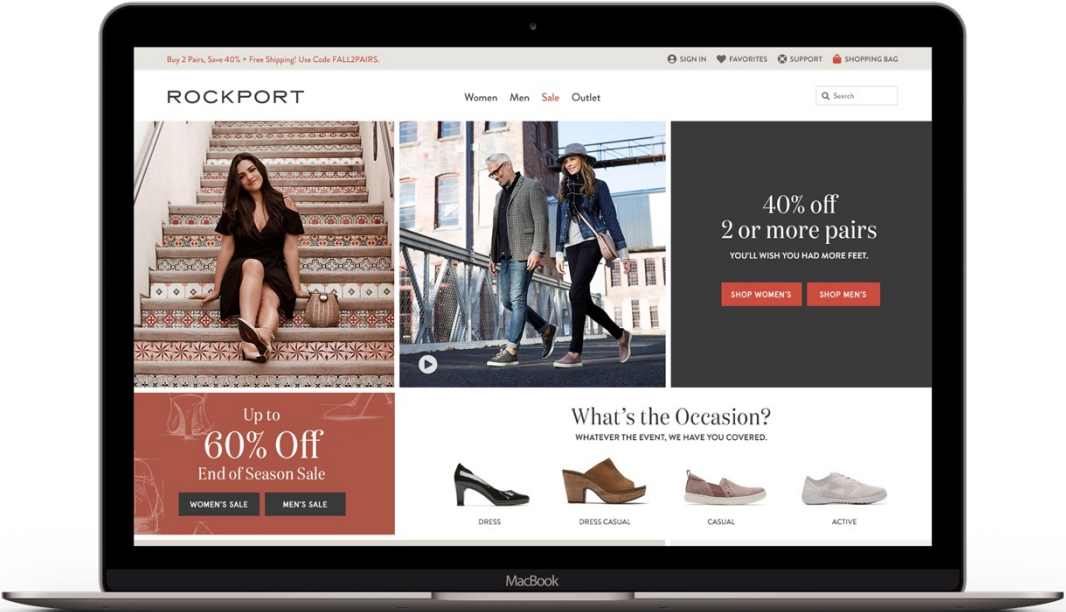 Buy 2 Pairs, Save 40% + Free Shipping! Use Code FALL2PAIRS.
SIGN IN
FAVORITES
SUPPORT
SHOPPING BAG
ROCKPORT
Women
Men
Sale
Outlet
Search
40% off
2 or more pairs
YOU'LL WISH YOU HAD MORE FEET.
SHOP WOMEN'S
SHOP MEN'S
Up to
60% Off
End of Season Sale
WOMEN'S SALE
MEN'S SALE
What's the Occasion?
WHATEVER THE EVENT, WE HAVE YOU COVERED.
DRESS
DRESS CASUAL
CASUAL
ACTIVE
MacBook